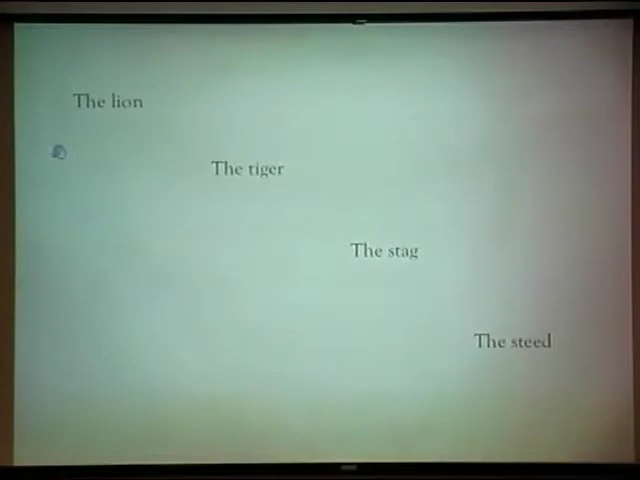 The lion
The tiger
The stag
The steed